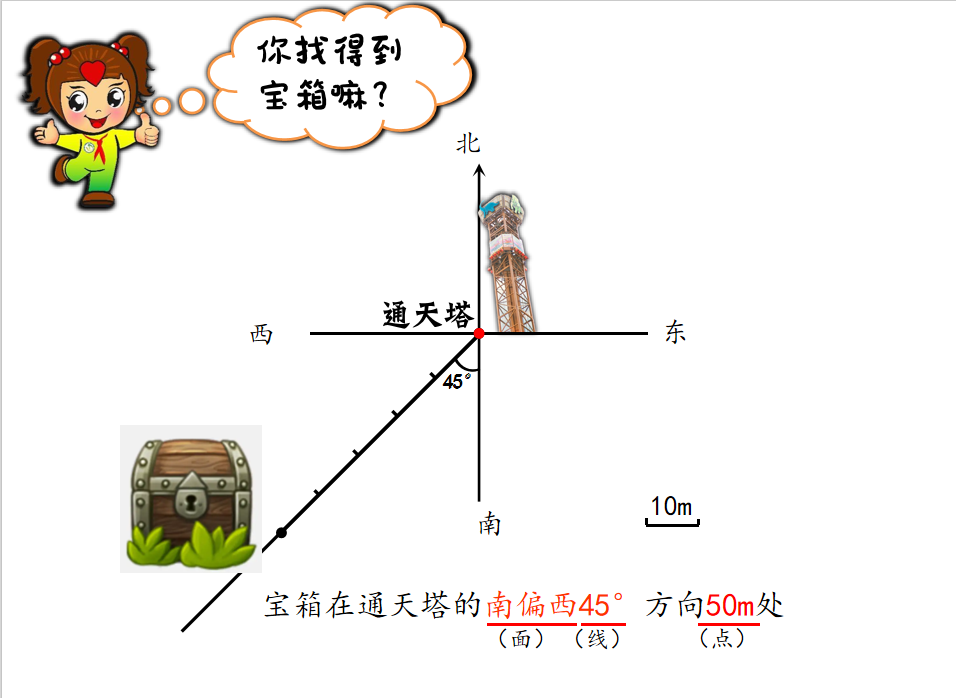 你找得到
宝箱嘛？
北
通天塔
西
东
45°
南
10m
宝箱在通天塔的南偏西45° 方向50m处
（面）（线）（点）